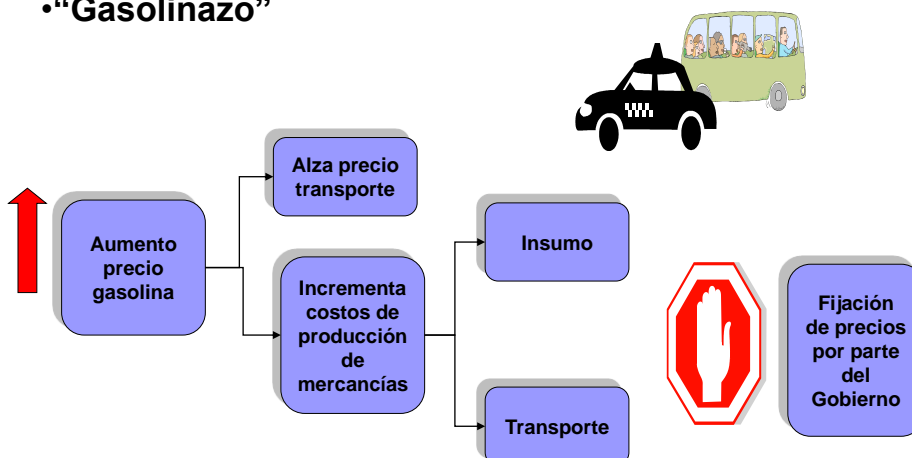 •“Gasolinazo”
Alza precio
transporte
Aumento
precio
gasolina
Incrementa
costos de
producción
de
mercancías
Insumo
Transporte
Fijación
de precios
por parte
del
Gobierno